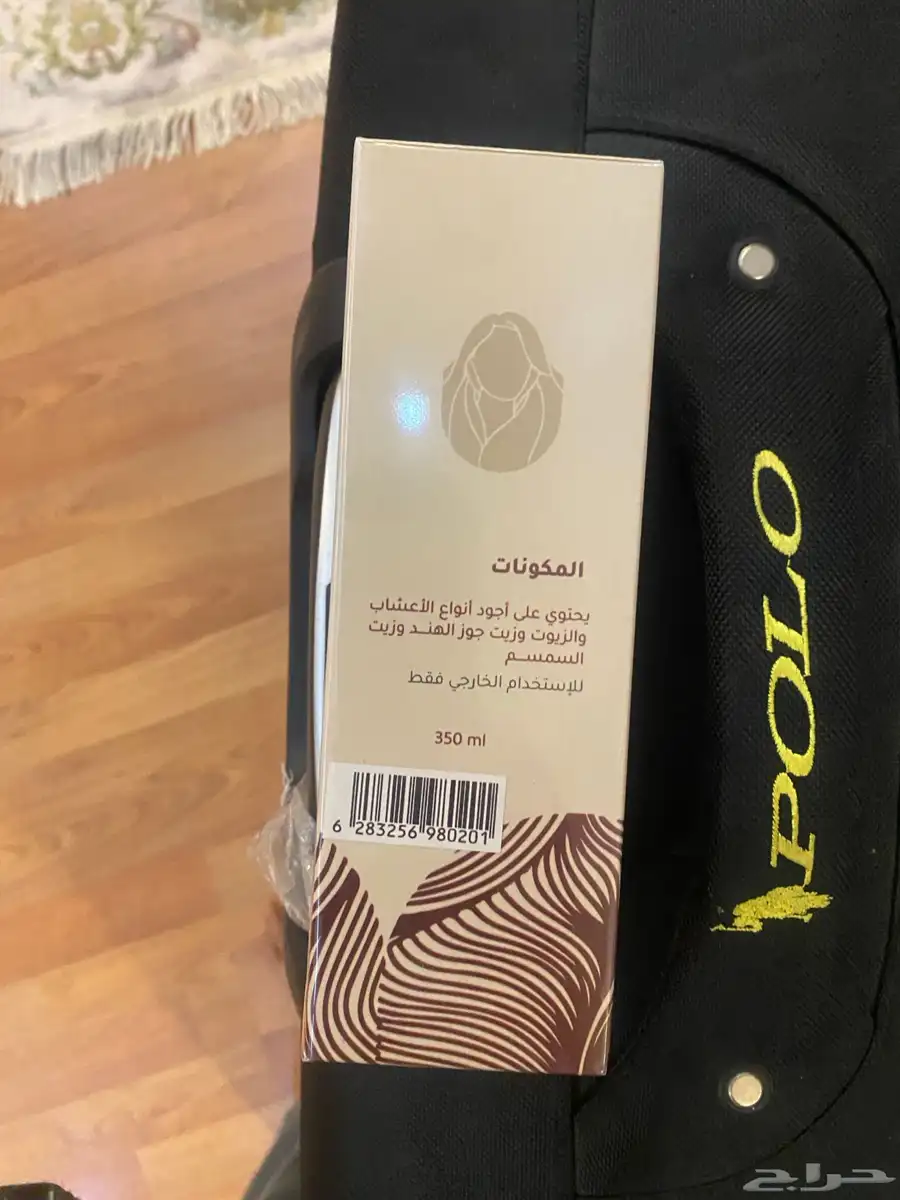 المكونات
يحتوي على أجود أنواع الأعشاب
والزيوت وزيت جوز الهند وزيت
السمسم
للإستخدام الخارجي فقط
350 ml
6 283256 980201
POLO
حراج